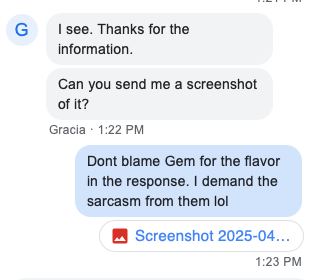 G
I see. Thanks for the
information.
Can you send me a screenshot
of it?
Gracia · 1:22 PM
Dont blame Gem for the flavor
in the response. I demand the
sarcasm from them lol
Screenshot 2025-04...
1:23 PM